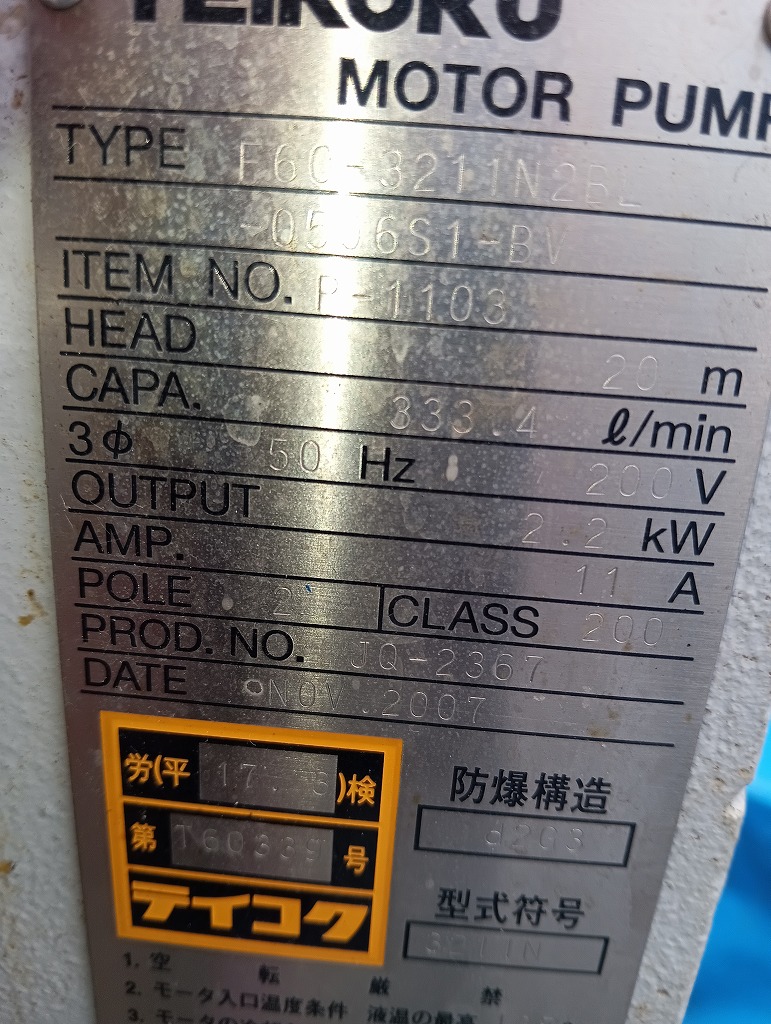 TEIKOKU
MOTOR PUMP
TYPE F60-3211N2BL
-0506S1-BV
ITEM NO. P-1103
HEAD 20 m
CAPA. 333.4 ℓ/min
3ϕ 50 Hz 200 V
OUTPUT 2.2 kW
AMP. 11 A
POLE 2 CLASS 200
PROD. NO. JQ-2367
DATE NOV.2007
労(平 )検
防爆構造
第 号
d2G3
テイコク
型式符号
3211N
1. 空 転 厳 禁
2. モータ入口温度条件 液温の最高